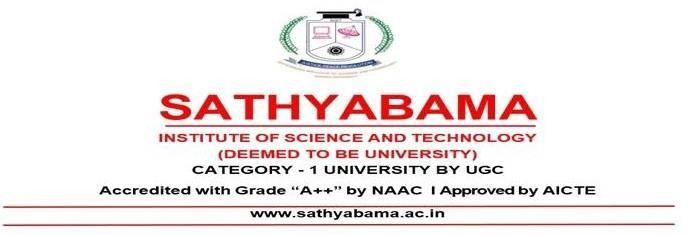 SATHYABAMA
INSTITUTE OF SCIENCE AND TECHNOLOGY
(DEEMED TO BE UNIVERSITY)
CATEGORY - 1 UNIVERSITY BY UGC
Accredited with Grade “A++” by NAAC I Approved by AICTE
www.sathyabama.ac.in